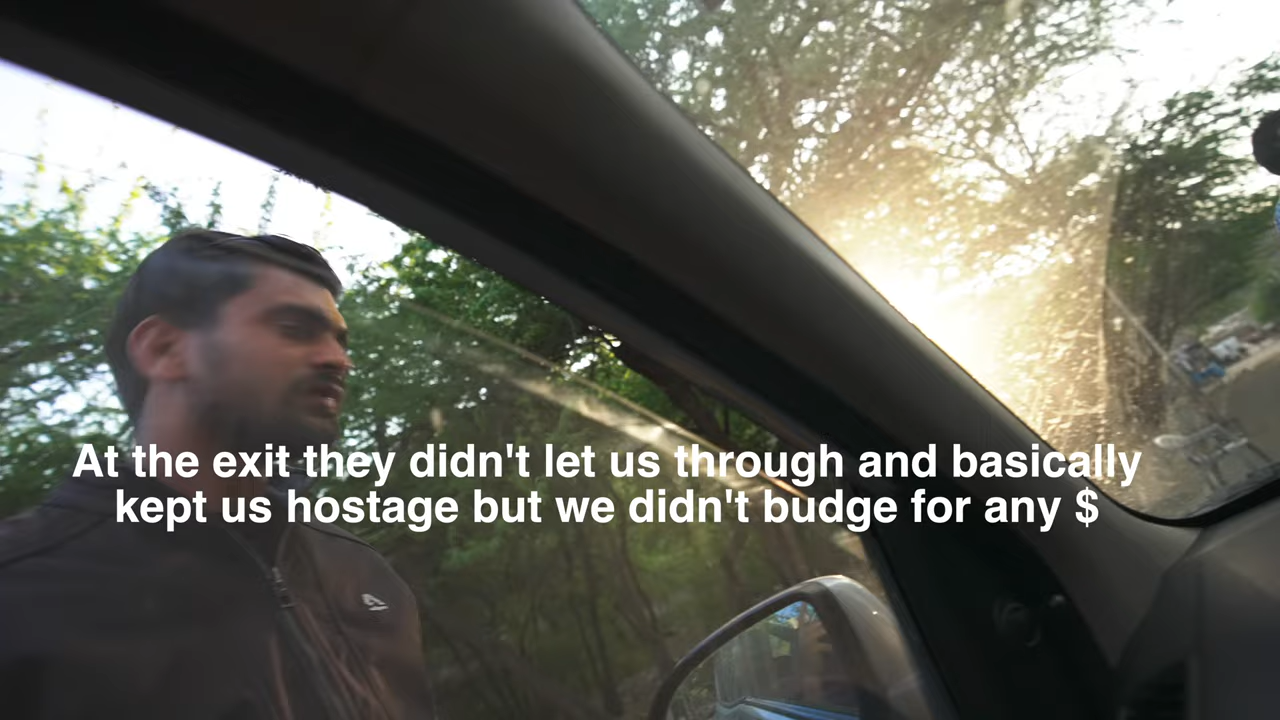 At the exit they didn't let us through and basically
kept us hostage but we didn't budge for any $